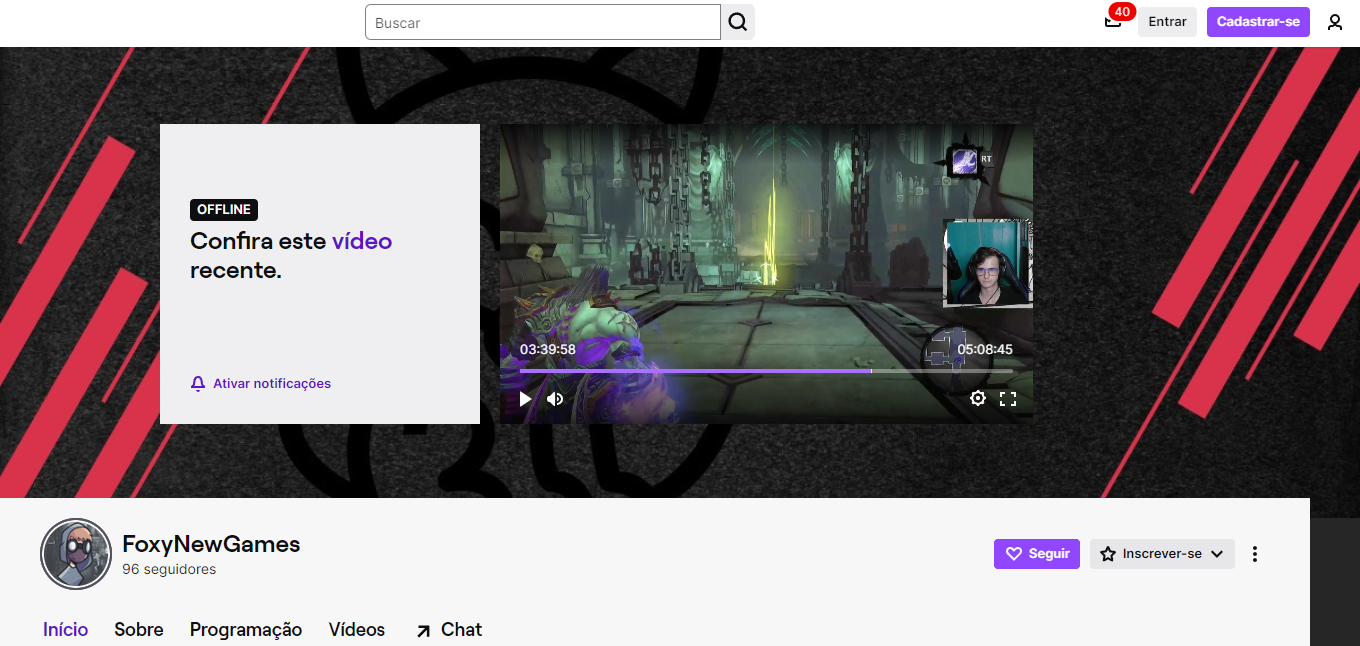 Buscar
40
Entrar
Cadastrar-se
OFFLINE
Confira este vídeo
recente.
Ativar notificações
RT
03:39:58
05:08:45
FoxyNewGames
96 seguidores
Seguir
Inscrever-se
Início
Sobre
Programação
Vídeos
Chat